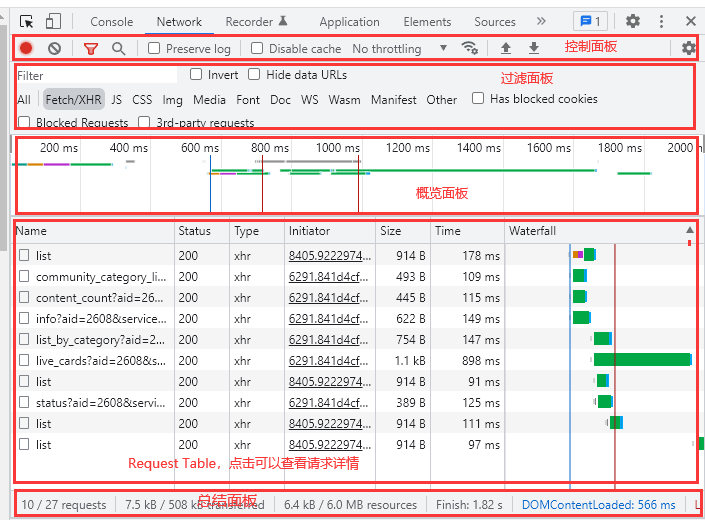 Console Network Recorder Application Elements Sources » 1
Preserve log Disable cache No throttling 控制面板
Filter Invert Hide data URLs 过滤面板
All Fetch/XHR JS CSS Img Media Font Doc WS Wasm Manifest Other Has blocked cookies
Blocked Requests 3rd-party requests
200 ms 400 ms 600 ms 800 ms 1000 ms 1200 ms 1400 ms 1600 ms 1800 ms 2000
概览面板
Name Status Type Initiator Size Time Waterfall
list 200 xhr 8405.9222974... 914 B 178 ms
community_category_li... 200 xhr 6291.841d4cf... 493 B 109 ms
content_count?aid=26... 200 xhr 6291.841d4cf... 445 B 115 ms
info?aid=2608&service... 200 xhr 6291.841d4cf... 622 B 149 ms
list_by_category?aid=2... 200 xhr 6291.841d4cf... 754 B 147 ms
live_cards?aid=2608&s... 200 xhr 6291.841d4cf... 1.1 kB 898 ms
list 200 xhr 8405.9222974... 914 B 91 ms
status?aid=2608&servi... 200 xhr 6291.841d4cf... 389 B 125 ms
list 200 xhr 8405.9222974... 914 B 111 ms
list 200 xhr 8405.9222974... 914 B 97 ms
Request Table，点击可以查看请求详情
总结面板
10 / 27 requests 7.5 kB / 508 kB transferred 6.4 kB / 6.0 MB resources Finish: 1.82 s DOMContentLoaded: 566 ms L